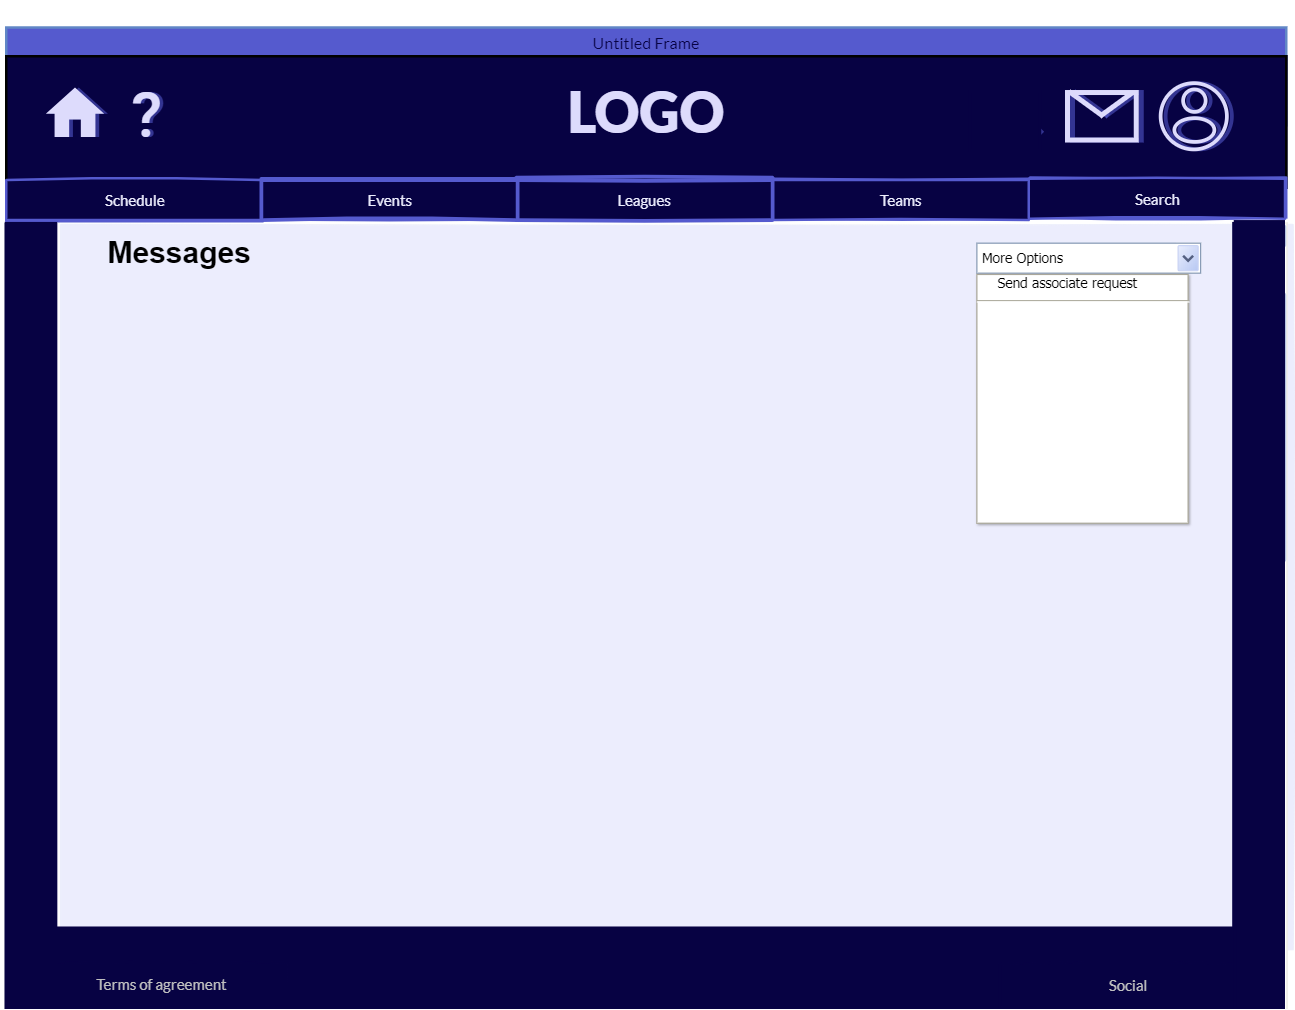 Untitled Frame
?
LOGO
Schedule
Events
Leagues
Teams
Search
Messages
More Options
Send associate request
Terms of agreement
Social